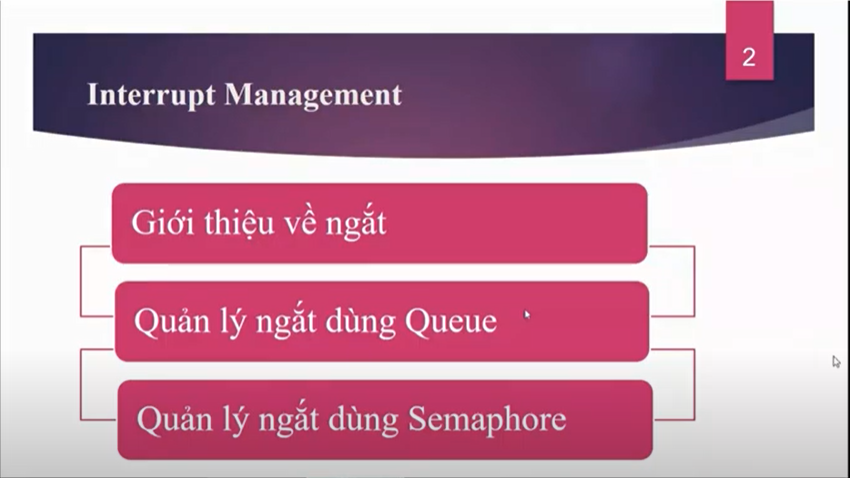 2
Interrupt Management
Giới thiệu về ngắt
Quản lý ngắt dùng Queue
Quản lý ngắt dùng Semaphore